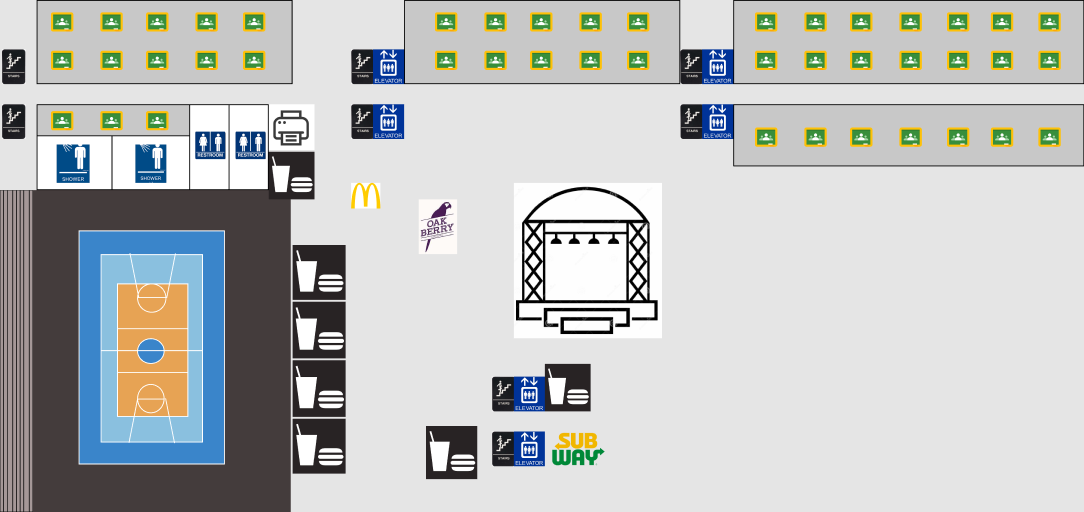 STAIRS
STAIRS
ELEVATOR
STAIRS
ELEVATOR
STAIRS
RESTROOM
RESTROOM
STAIRS
ELEVATOR
STAIRS
ELEVATOR
SHOWER
SHOWER
OAK
BERRY
STAIRS
ELEVATOR
STAIRS
ELEVATOR
SUB
WAY